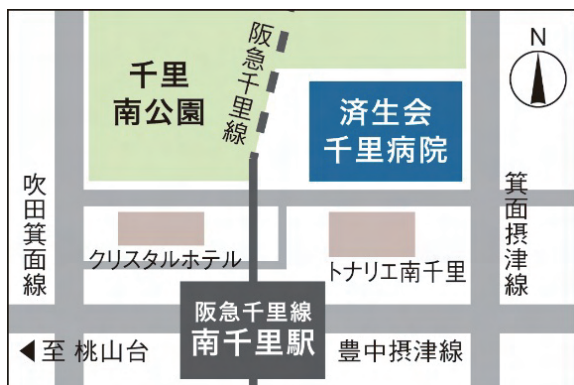 千里
南公園
阪急千里線
N
済生会
千里病院
吹田箕面線
箕面摂津線
クリスタルホテル
トナリエ南千里
阪急千里線
南千里駅
◀至 桃山台
豊中摂津線